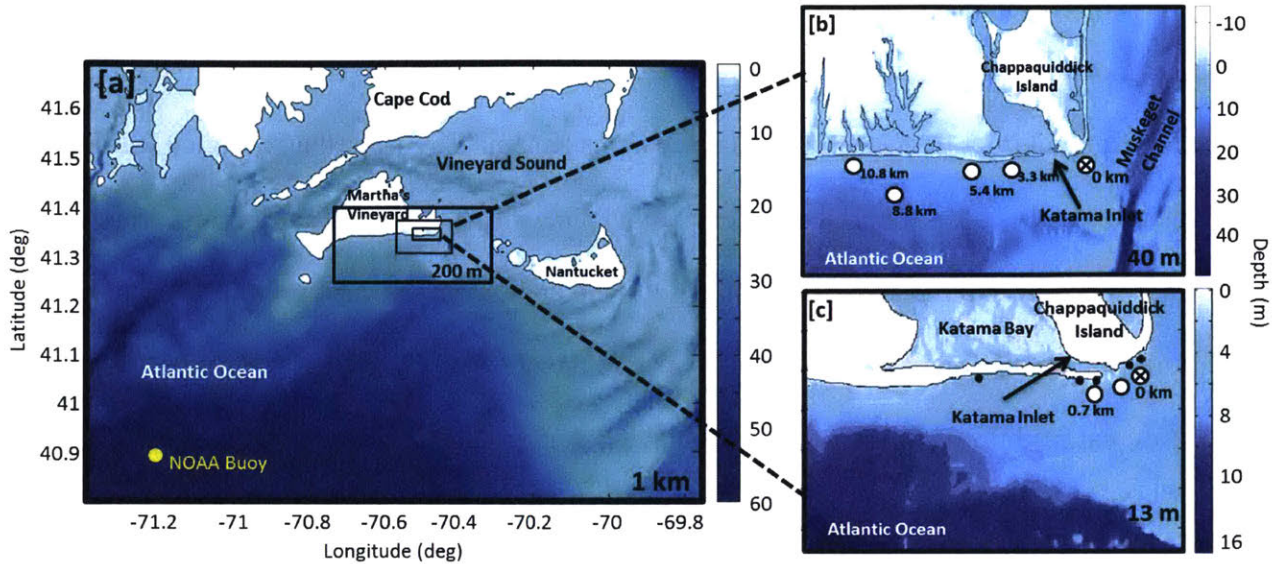 [a]
Cape Cod
Vineyard Sound
Martha's
Vineyard
200 m
Nantucket
Atlantic Ocean
NOAA Buoy
1 km
41.6
41.5
41.4
41.3
41.2
41.1
41
40.9
Latitude (deg)
-71.2
-71
-70.8
-70.6
-70.4
-70.2
-70
-69.8
Longitude (deg)
0
10
20
30
40
50
60
[b]
Chappaquiddick
Island
Muskeget
Channel
10.8 km
8.8 km
5.4 km
3.3 km
0 km
Katama Inlet
Atlantic Ocean
40 m
-10
0
10
20
30
40
Depth (m)
[c]
Katama Bay
Chappaquiddick
Island
Katama Inlet
0.7 km
0 km
Atlantic Ocean
13 m
0
4
6
8
10
16